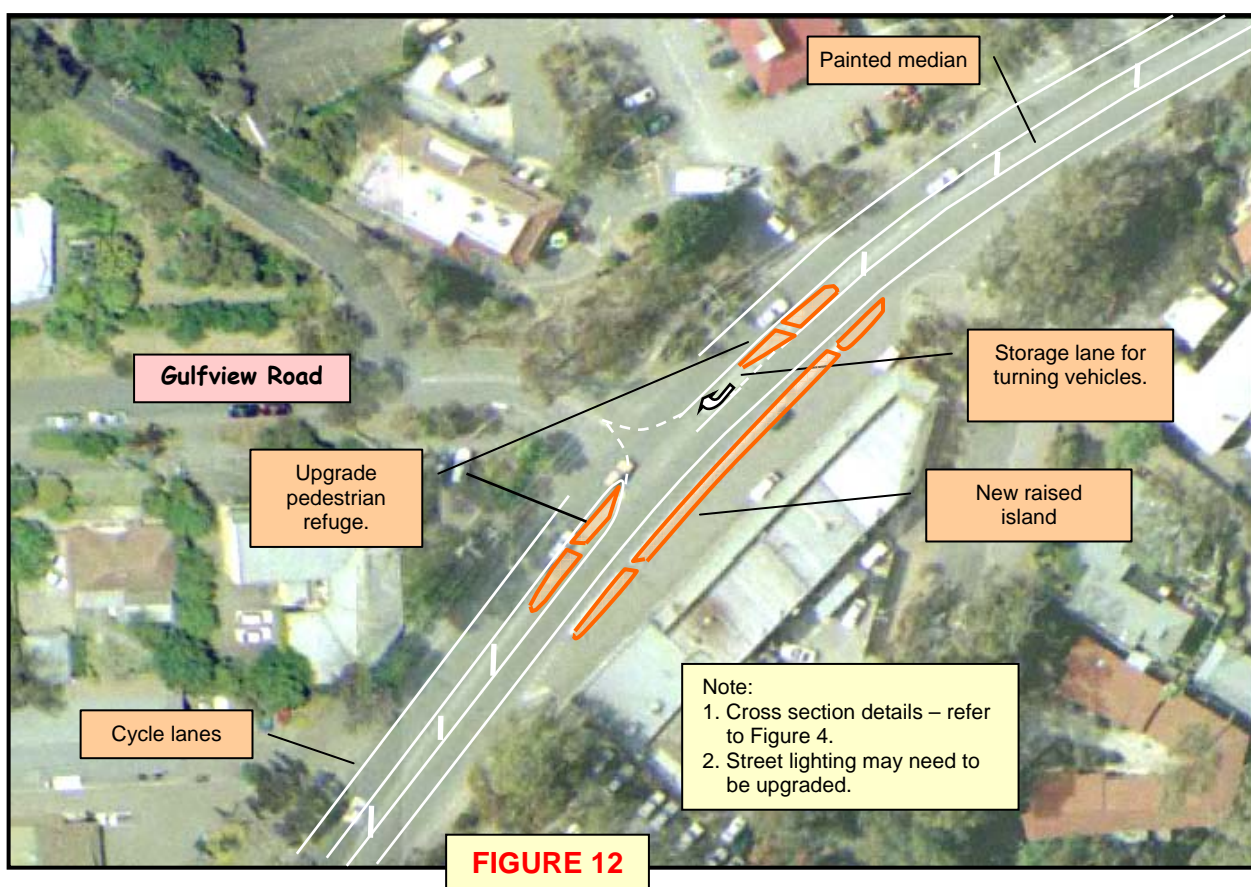 Painted median
Gulfview Road
Storage lane for
turning vehicles.
Upgrade
pedestrian
refuge.
New raised
island
Note:
1. Cross section details – refer
to Figure 4.
2. Street lighting may need to
be upgraded.
Cycle lanes
FIGURE 12